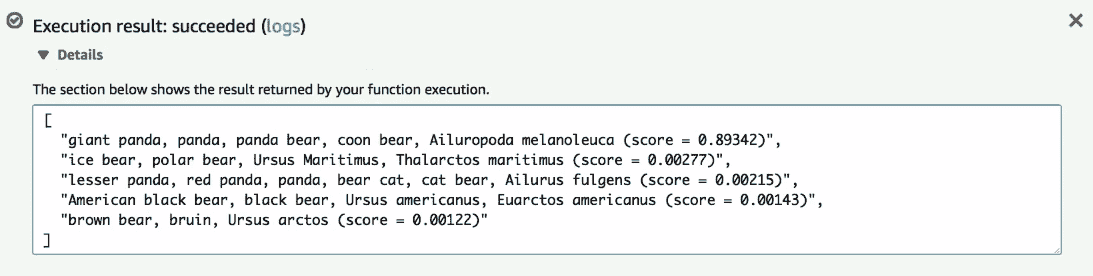 Execution result: succeeded (logs)
Details
The section below shows the result returned by your function execution.
[
"giant panda, panda, panda bear, coon bear, Ailuropoda melanoleuca (score = 0.89342)",
"ice bear, polar bear, Ursus Maritimus, Thalarctos maritimus (score = 0.00277)",
"lesser panda, red panda, panda, bear cat, cat bear, Ailurus fulgens (score = 0.00215)",
"American black bear, black bear, Ursus americanus, Euarctos americanus (score = 0.00143)",
"brown bear, bruin, Ursus arctos (score = 0.00122)"
]